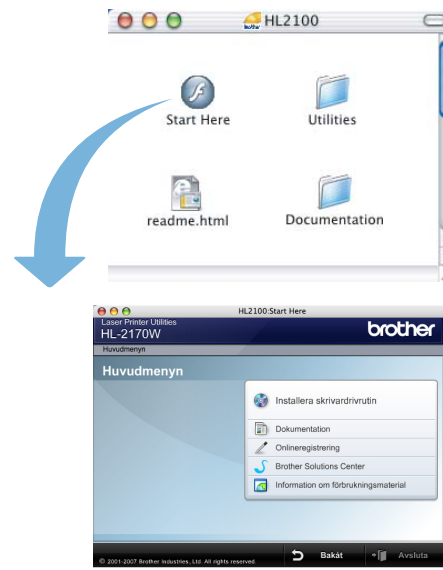 HL2100
Start Here
Utilities
readme.html
Documentation
HL2100:Start Here
Laser Printer Utilities
HL-2170W
brother
Huvudmenyn
Huvudmenyn
Installera skrivardrivrutin
Dokumentation
Onlineregistrering
Brother Solutions Center
Information om förbrukningsmaterial
© 2001-2007 Brother Industries, Ltd. All rights reserved.
Bakåt
Avsluta